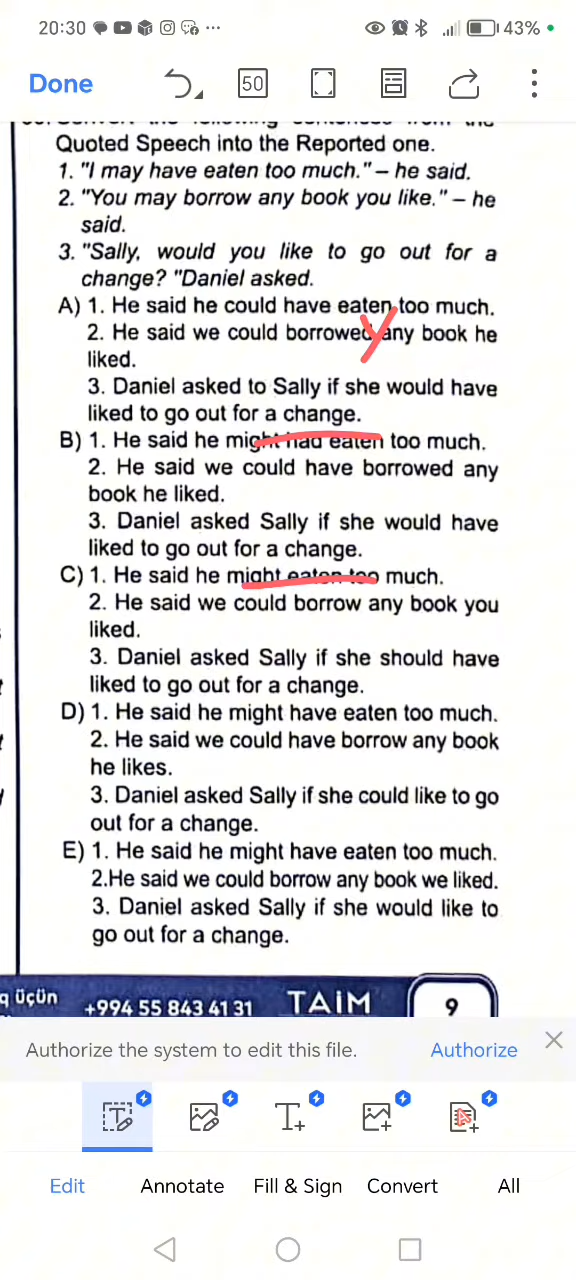 20:30
43%
Done
50
Quoted Speech into the Reported one.
1. "I may have eaten too much." – he said.
2. "You may borrow any book you like." – he
said.
3. "Sally, would you like to go out for a
change? "Daniel asked.
A) 1. He said he could have eaten too much.
2. He said we could borrowed any book he
liked.
3. Daniel asked to Sally if she would have
liked to go out for a change.
B) 1. He said he might had eaten too much.
2. He said we could have borrowed any
book he liked.
3. Daniel asked Sally if she would have
liked to go out for a change.
C) 1. He said he might eaten too much.
2. He said we could borrow any book you
liked.
3. Daniel asked Sally if she should have
liked to go out for a change.
D) 1. He said he might have eaten too much.
2. He said we could have borrow any book
he likes.
3. Daniel asked Sally if she could like to go
out for a change.
E) 1. He said he might have eaten too much.
2.He said we could borrow any book we liked.
3. Daniel asked Sally if she would like to
go out for a change.
üçün +994 55 843 41 31 TAİM 9
Authorize the system to edit this file. Authorize
Edit Annotate Fill & Sign Convert All